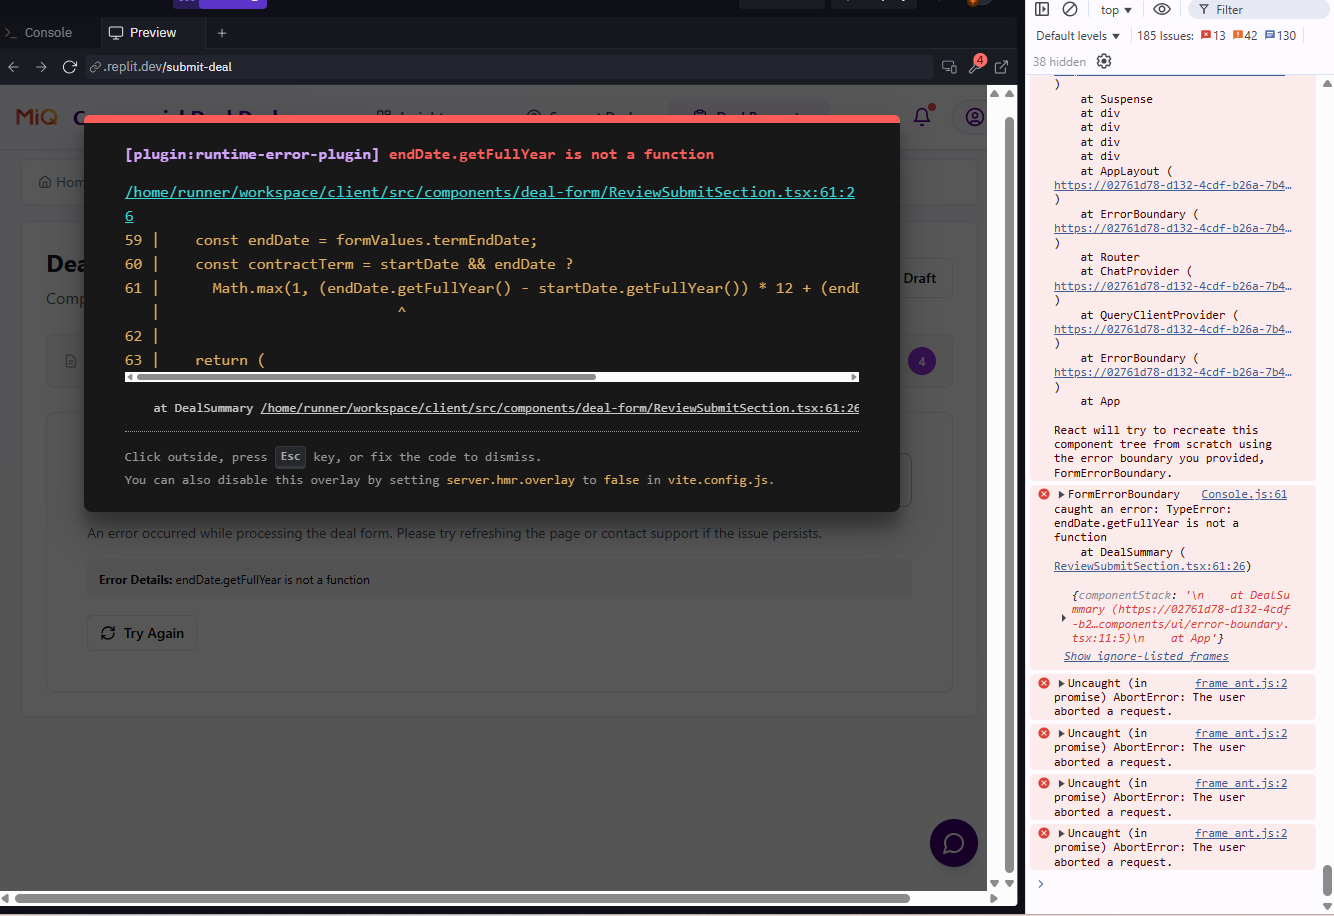 >_ Console
Preview
+
.replit.dev/submit-deal
4
MiQ
Home
Draft
4
[plugin:runtime-error-plugin] endDate.getFullYear is not a function
/home/runner/workspace/client/src/components/deal-form/ReviewSubmitSection.tsx:61:2
6
59 |    const endDate = formValues.termEndDate;
60 |    const contractTerm = startDate && endDate ?
61 |      Math.max(1, (endDate.getFullYear() - startDate.getFullYear()) * 12 + (endD
   |                            ^
62 |
63 |    return (
at DealSummary /home/runner/workspace/client/src/components/deal-form/ReviewSubmitSection.tsx:61:26
Click outside, press Esc key, or fix the code to dismiss.
You can also disable this overlay by setting server.hmr.overlay to false in vite.config.js.
An error occurred while processing the deal form. Please try refreshing the page or contact support if the issue persists.
Error Details: endDate.getFullYear is not a function
Try Again
top
Filter
Default levels
185 Issues: 13 42 130
38 hidden
)
at Suspense
at div
at div
at div
at div
at AppLayout (
https://02761d78-d132-4cdf-b26a-7b4…
)
at ErrorBoundary (
https://02761d78-d132-4cdf-b26a-7b4…
)
at Router
at ChatProvider (
https://02761d78-d132-4cdf-b26a-7b4…
)
at QueryClientProvider (
https://02761d78-d132-4cdf-b26a-7b4…
)
at ErrorBoundary (
https://02761d78-d132-4cdf-b26a-7b4…
)
at App
React will try to recreate this
component tree from scratch using
the error boundary you provided,
FormErrorBoundary.
FormErrorBoundary Console.js:61
caught an error: TypeError:
endDate.getFullYear is not a
function
at DealSummary (
ReviewSubmitSection.tsx:61:26)
{componentStack: '\n    at DealSu
mmary (https://02761d78-d132-4cdf
-b2…components/ui/error-boundary.
tsx:11:5)\n    at App'}
Show ignore-listed frames
Uncaught (in frame_ant.js:2
promise) AbortError: The user
aborted a request.
Uncaught (in frame_ant.js:2
promise) AbortError: The user
aborted a request.
Uncaught (in frame_ant.js:2
promise) AbortError: The user
aborted a request.
Uncaught (in frame_ant.js:2
promise) AbortError: The user
aborted a request.
>